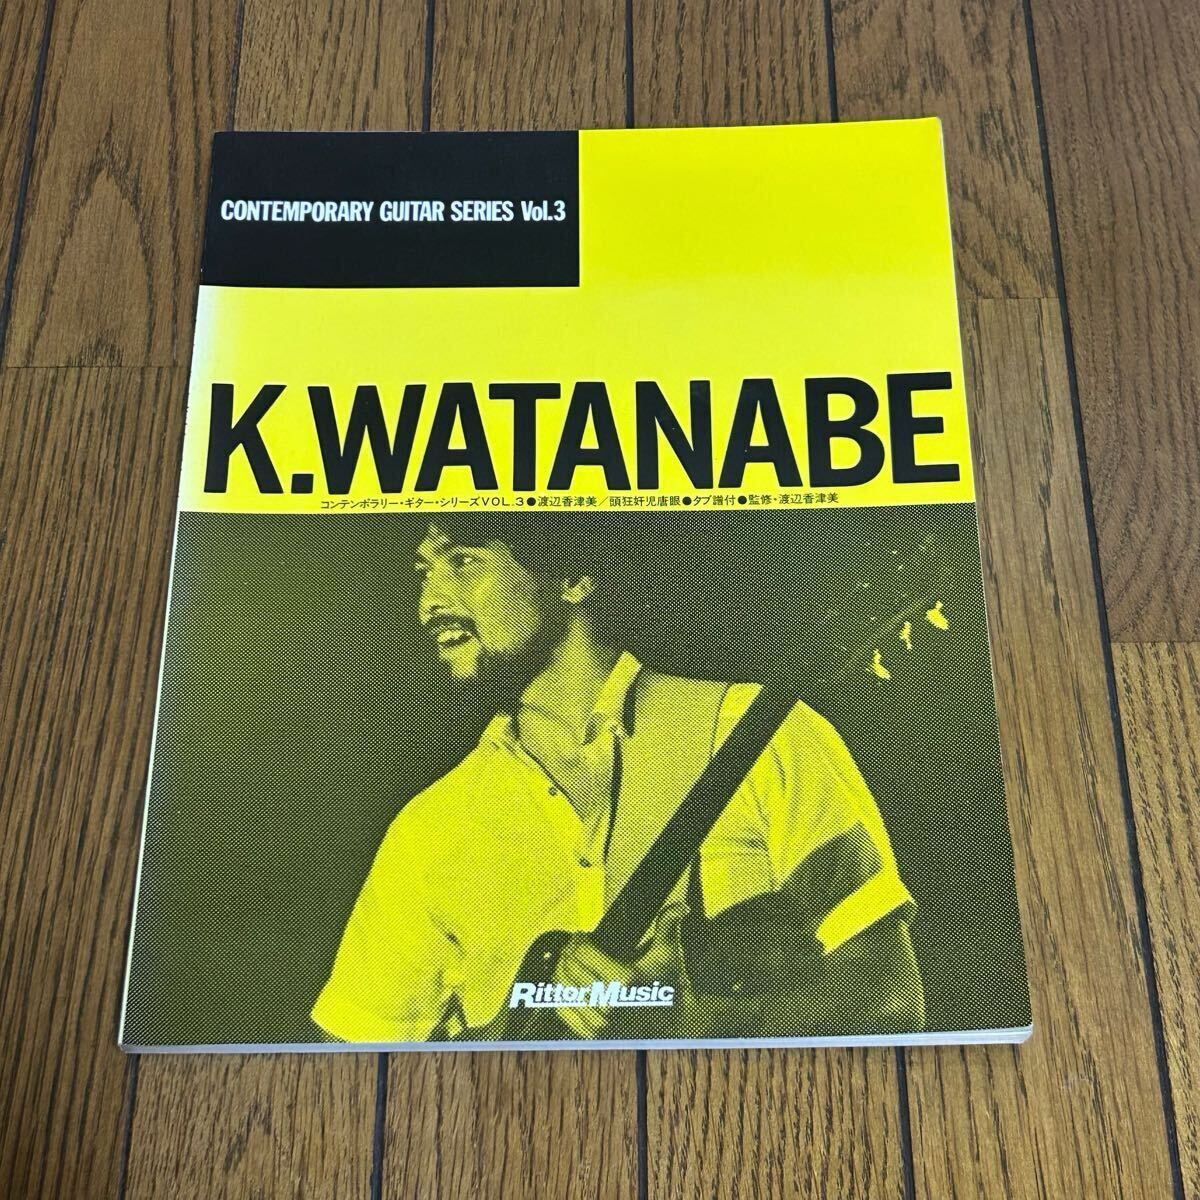 CONTEMPORARY GUITAR SERIES Vol.3
K.WATANABE
コンテンポラリー・ギター・シリーズVOL.3●渡辺香津美／頭狂奸児唐眼●タブ譜付●監修・渡辺香津美
RittorMusic